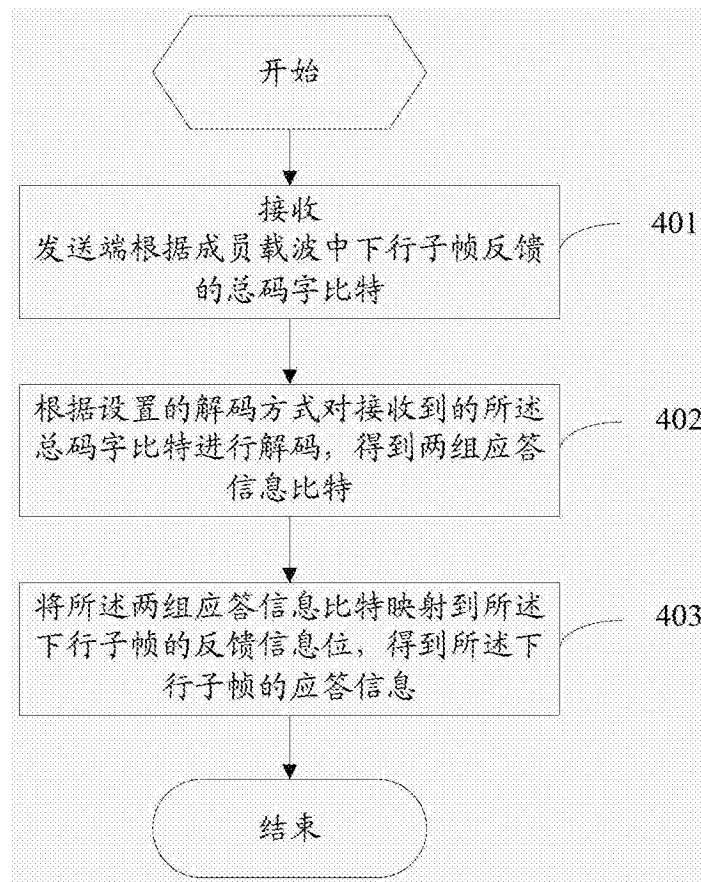 开始
接收
发送端根据成员载波中下行子帧反馈
的总码字比特
401
根据设置的解码方式对接收到的所述
总码字比特进行解码，得到两组应答
信息比特
402
将所述两组应答信息比特映射到所述
下行子帧的反馈信息位，得到所述下
行子帧的应答信息
403
结束